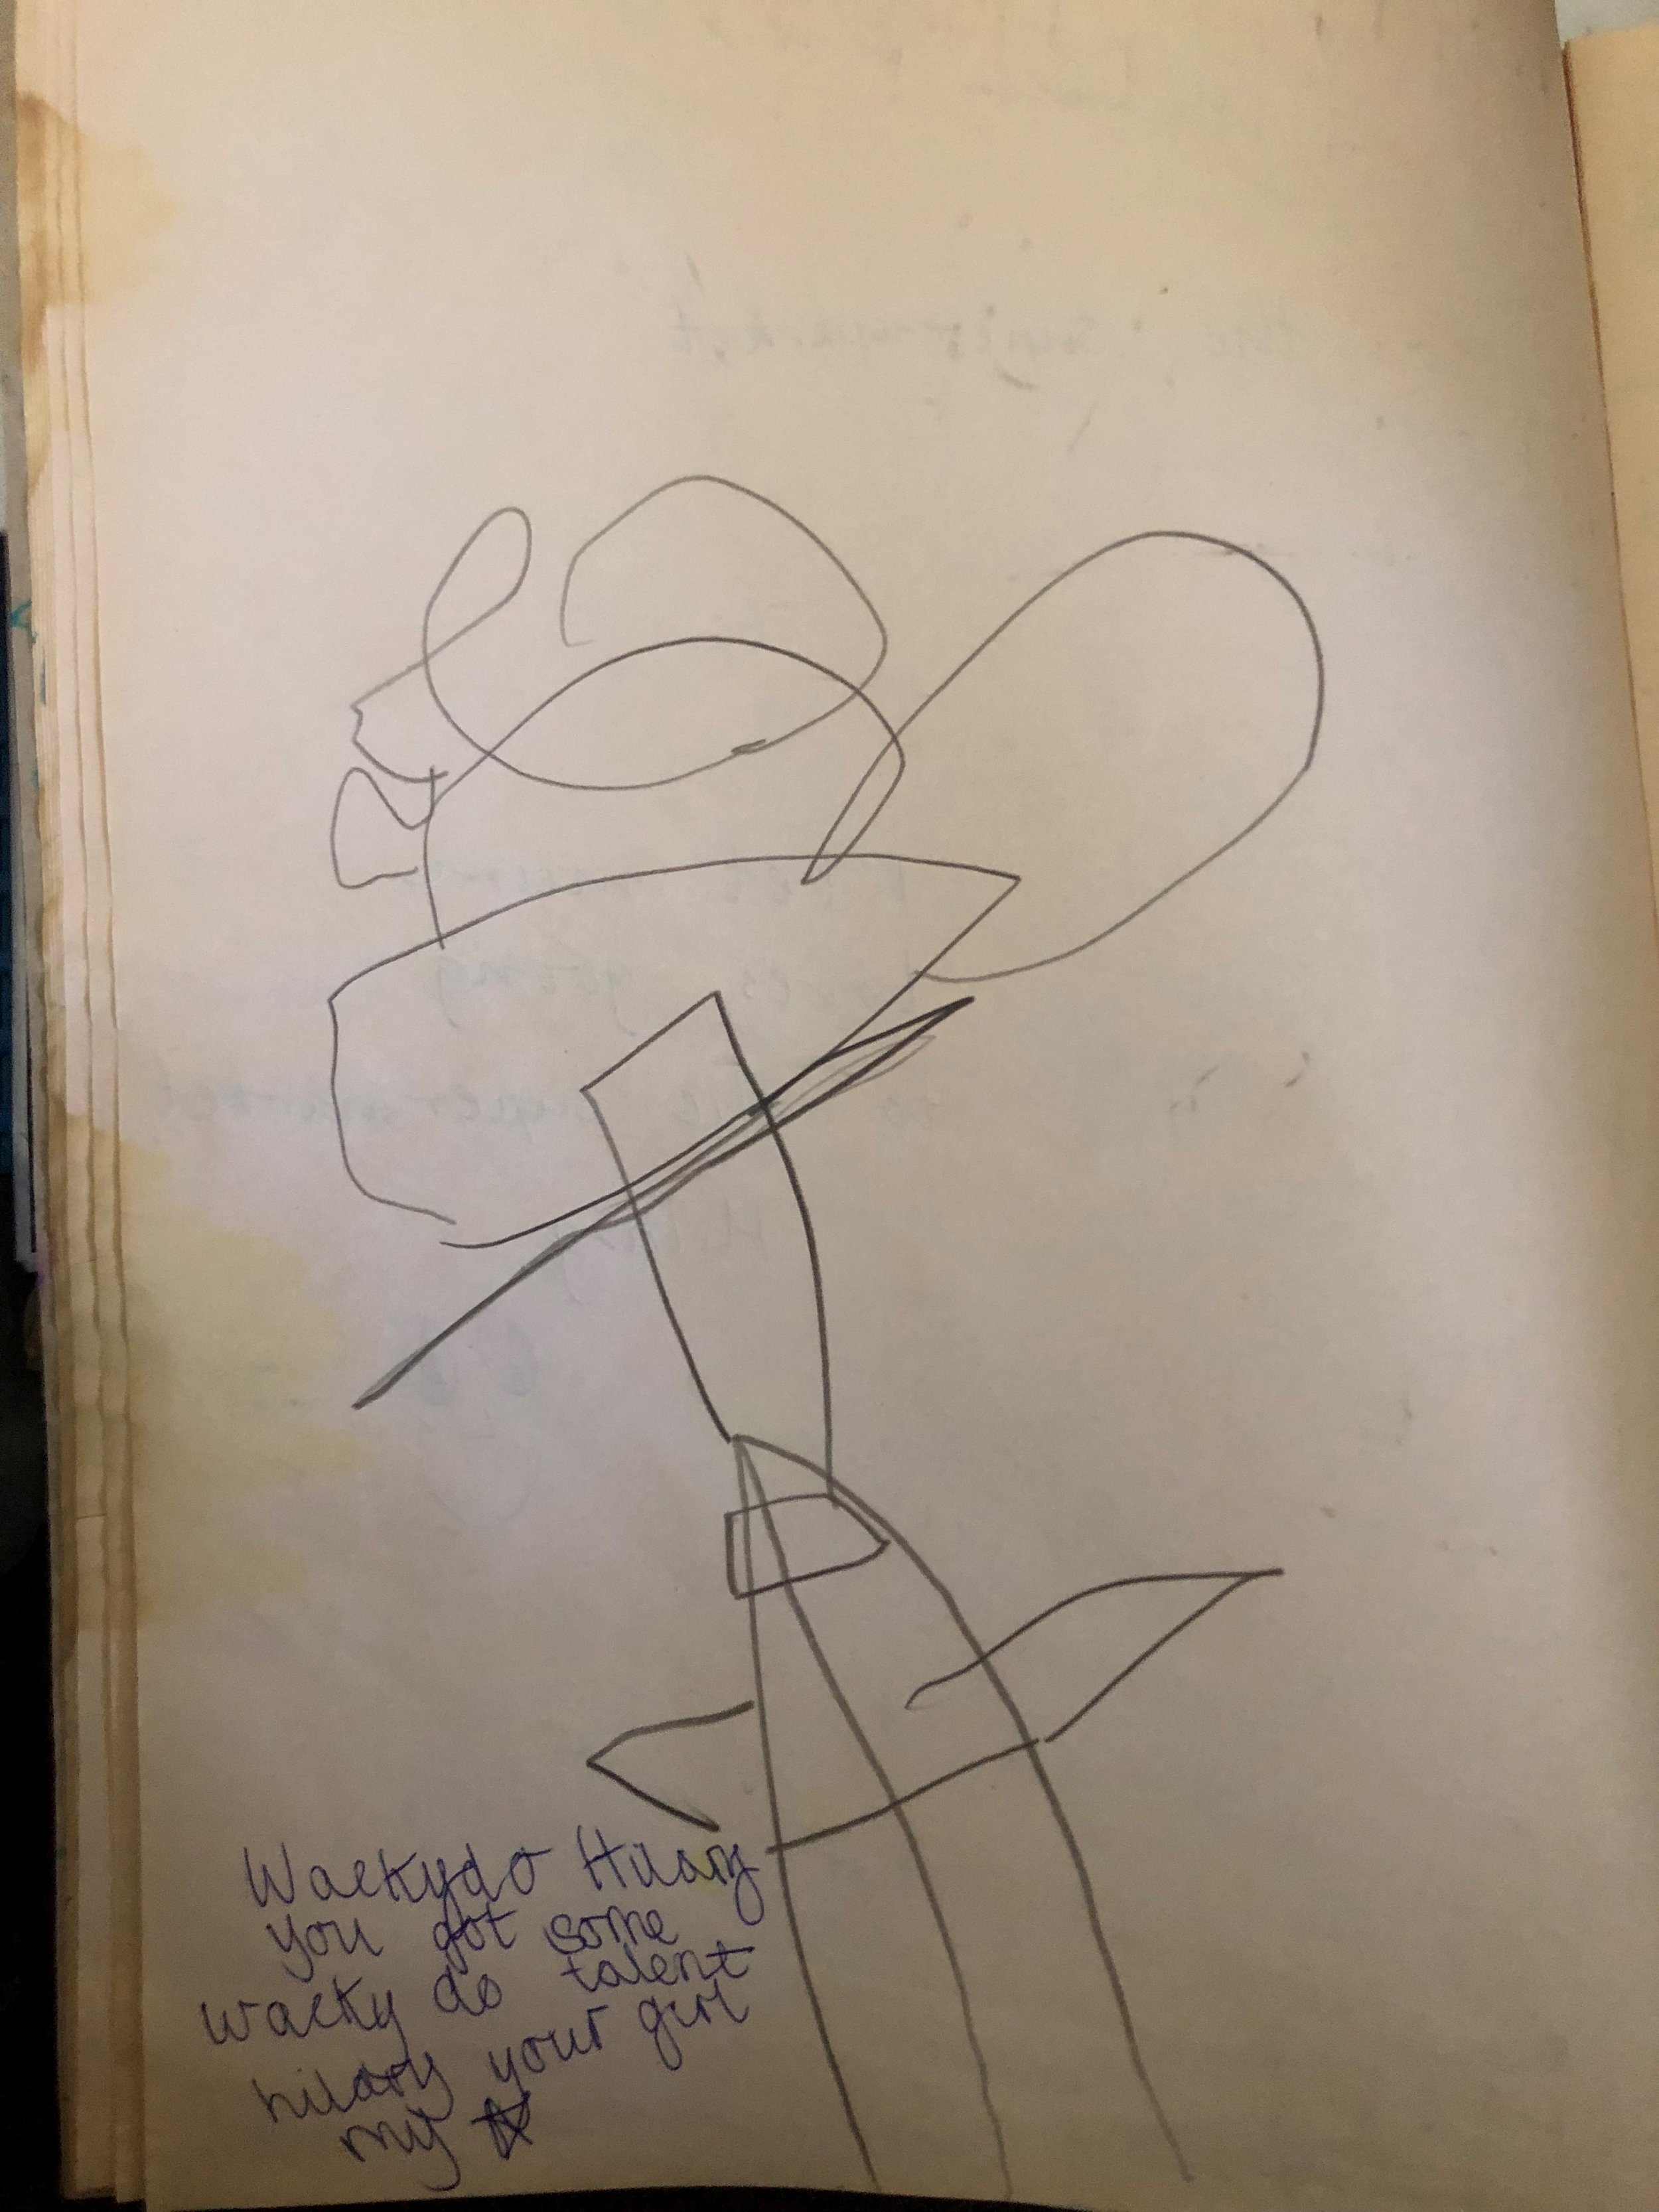 Wackydo Hilary
you got some
wacky do talent
hilary your girl
my ☆